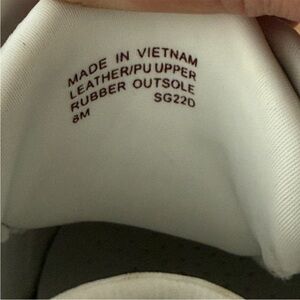 MADE IN VIETNAM
LEATHER/PU UPPER
RUBBER OUTSOLE
8M SG22D